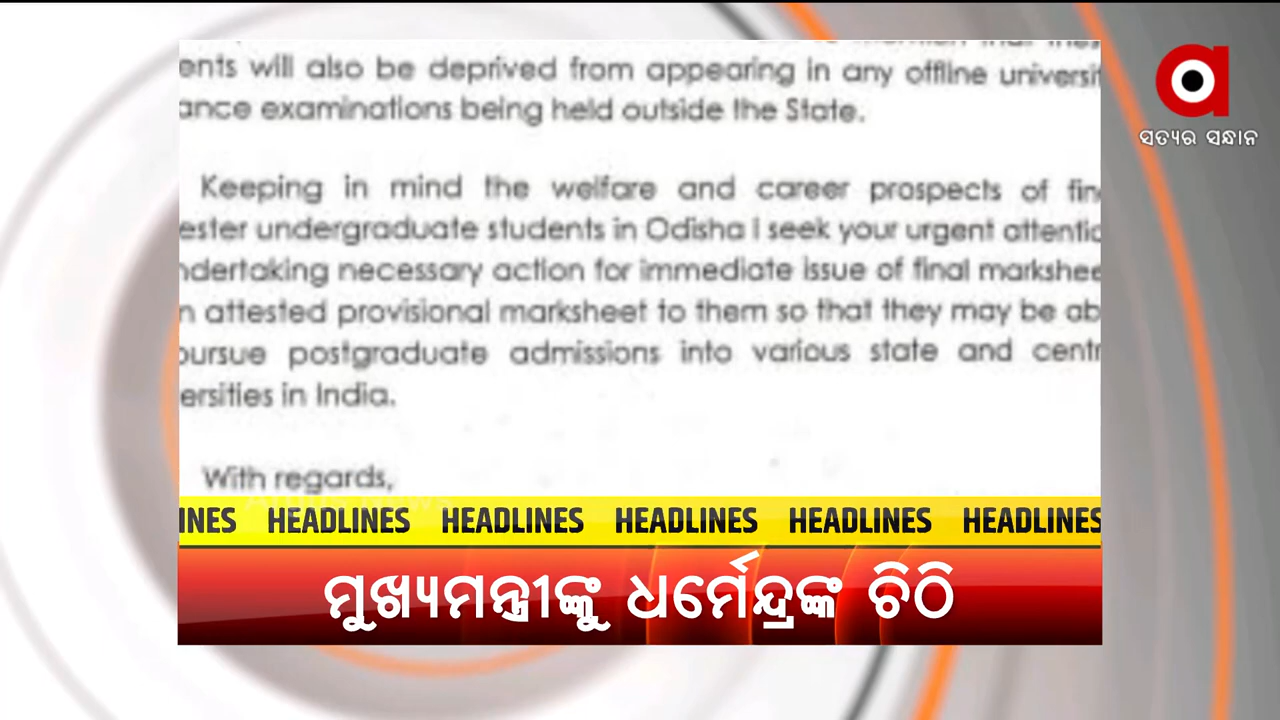 ents will also be deprived from appearing in any offline universit
ance examinations being held outside the State.
Keeping in mind the welfare and career prospects of fin
ester undergraduate students in Odisha I seek your urgent attentic
ndertaking necessary action for immediate issue of final markshee
n attested provisional marksheet to them so that they may be ab
pursue postgraduate admissions into various state and centr
ersities in India.
With regards,
INES HEADLINES HEADLINES HEADLINES HEADLINES HEADLINES
ମୁଖ୍ୟମନ୍ତ୍ରୀଙ୍କୁ ଧର୍ମେନ୍ଦ୍ରଙ୍କ ଚିଠି
a
ସତ୍ୟର ସନ୍ଧାନ